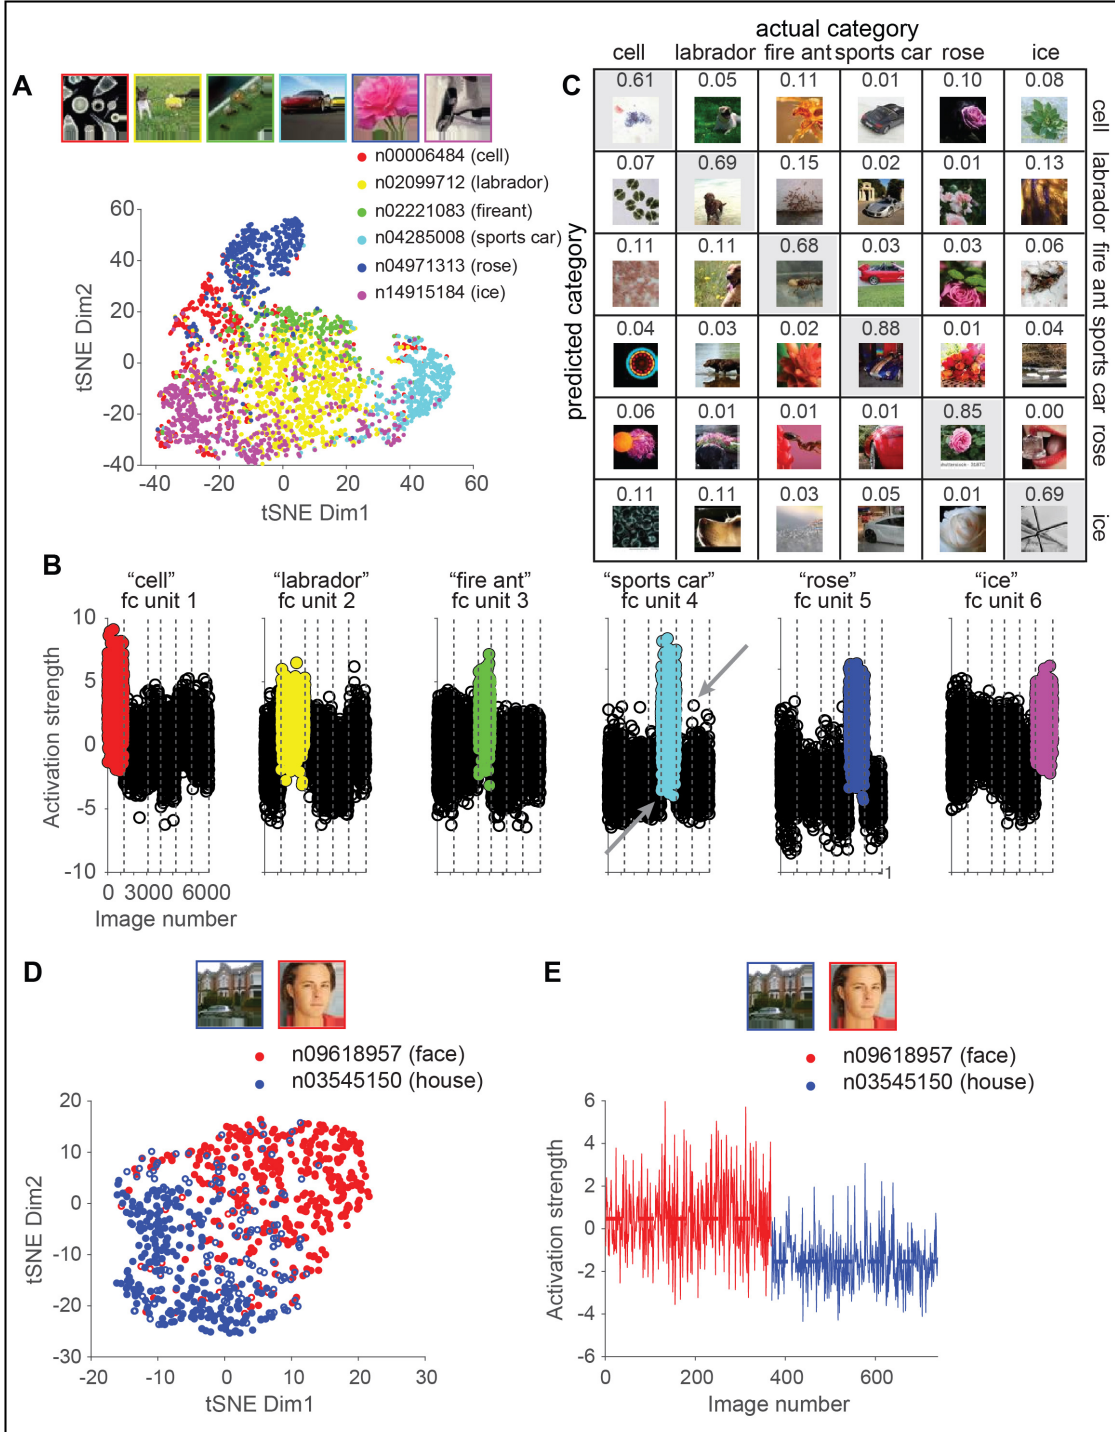 A
n00006484 (cell)
n02099712 (labrador)
n02221083 (fireant)
n04285008 (sports car)
n04971313 (rose)
n14915184 (ice)
60
40
20
0
-20
-40
tSNE Dim2
-40 -20 0 20 40 60
tSNE Dim1
C
actual category
cell labrador fire ant sports car rose ice
predicted category
0.61 0.05 0.11 0.01 0.10 0.08
cell
0.07 0.69 0.15 0.02 0.01 0.13
labrador
0.11 0.11 0.68 0.03 0.03 0.06
fire ant
0.04 0.03 0.02 0.88 0.01 0.04
sports car
0.06 0.01 0.01 0.01 0.85 0.00
rose
0.11 0.11 0.03 0.05 0.01 0.69
ice
B
“cell” “labrador” “fire ant” “sports car” “rose” “ice”
fc unit 1 fc unit 2 fc unit 3 fc unit 4 fc unit 5 fc unit 6
10
5
0
-5
-10
Activation strength
0 3000 6000
Image number
-1
D
n09618957 (face)
n03545150 (house)
20
10
0
-10
-20
-30
tSNE Dim2
-20 -10 0 10 20 30
tSNE Dim1
E
n09618957 (face)
n03545150 (house)
6
4
2
0
-2
-4
-6
Activation strength
0 200 400 600
Image number